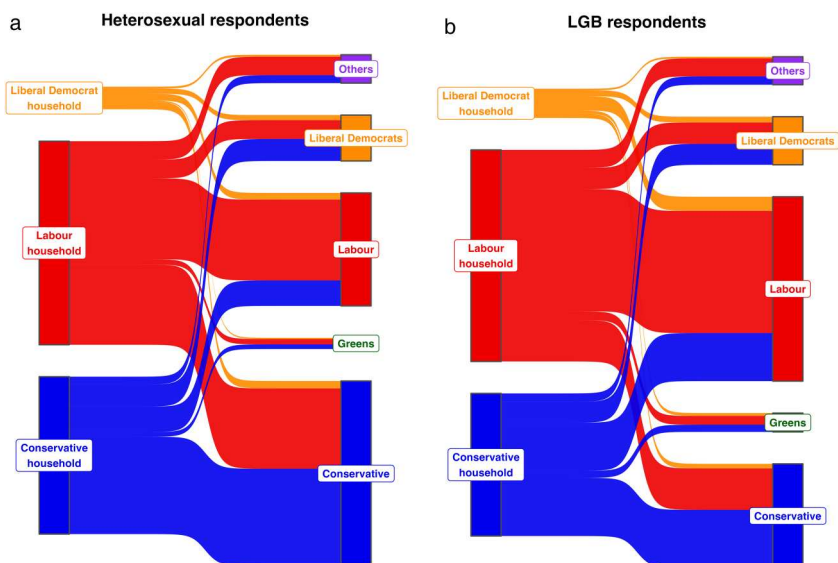 a
Heterosexual respondents
Others
Liberal Democrat
household
Liberal Democrats
Labour
household
Labour
Greens
Conservative
household
Conservative
b
LGB respondents
Others
Liberal Democrat
household
Liberal Democrats
Labour
household
Labour
Greens
Conservative
household
Conservative